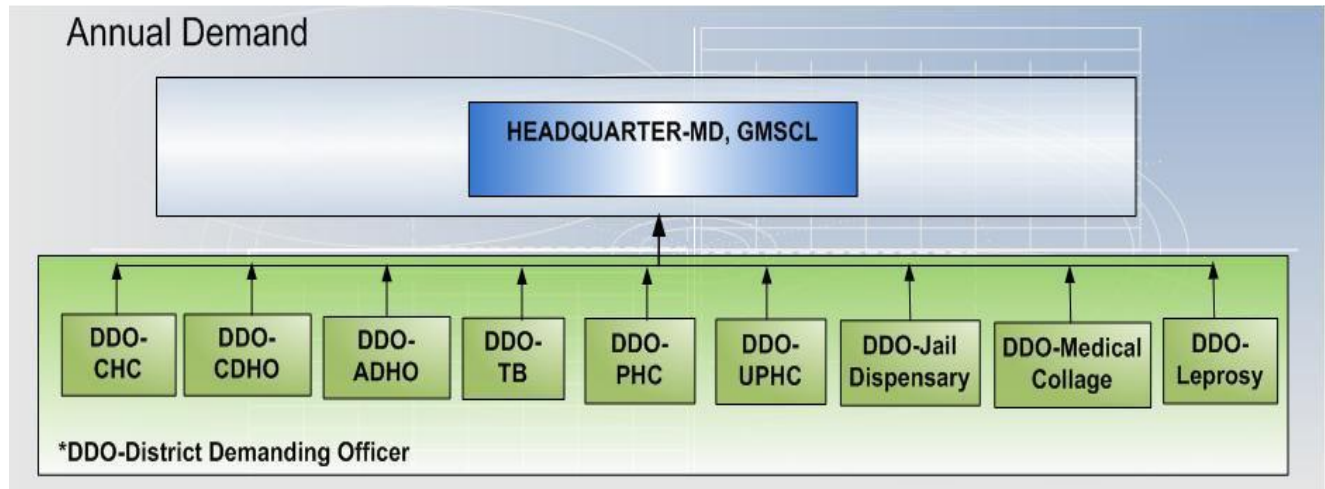 Annual Demand
HEADQUARTER-MD, GMSCL
DDO-
CHC
DDO-
CDHO
DDO-
ADHO
DDO-
TB
DDO-
PHC
DDO-
UPHC
DDO-Jail
Dispensary
DDO-Medical
Collage
DDO-
Leprosy
*DDO-District Demanding Officer